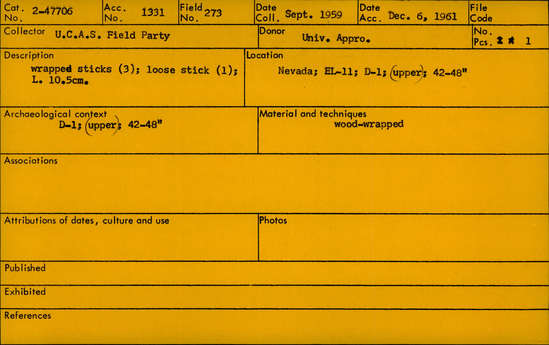 Cat. No. 2-47706 Acc. No. 1331 Field No. 273 Date Coll. Sept. 1959 Date Acc. Dec. 6, 1961 File Code
Collector U.C.A.S. Field Party Donor Univ. Appro. No. Pcs. 1
Description
wrapped sticks (3); loose stick (1);
L. 10.5cm.
Location
Nevada; EL-11; D-1; (upper); 42-48"
Archaeological context
D-1; (upper); 42-48"
Material and techniques
wood-wrapped
Associations
Attributions of dates, culture and use
Photos
Published
Exhibited
References